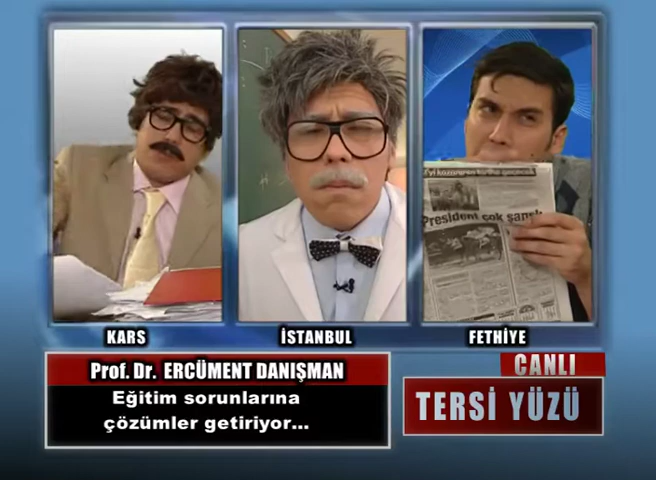 President çok şanslı
KARS
İSTANBUL
FETHİYE
Prof. Dr. ERCÜMENT DANIŞMAN
CANLI
Eğitim sorunlarına
çözümler getiriyor...
TERSİ YÜZÜ